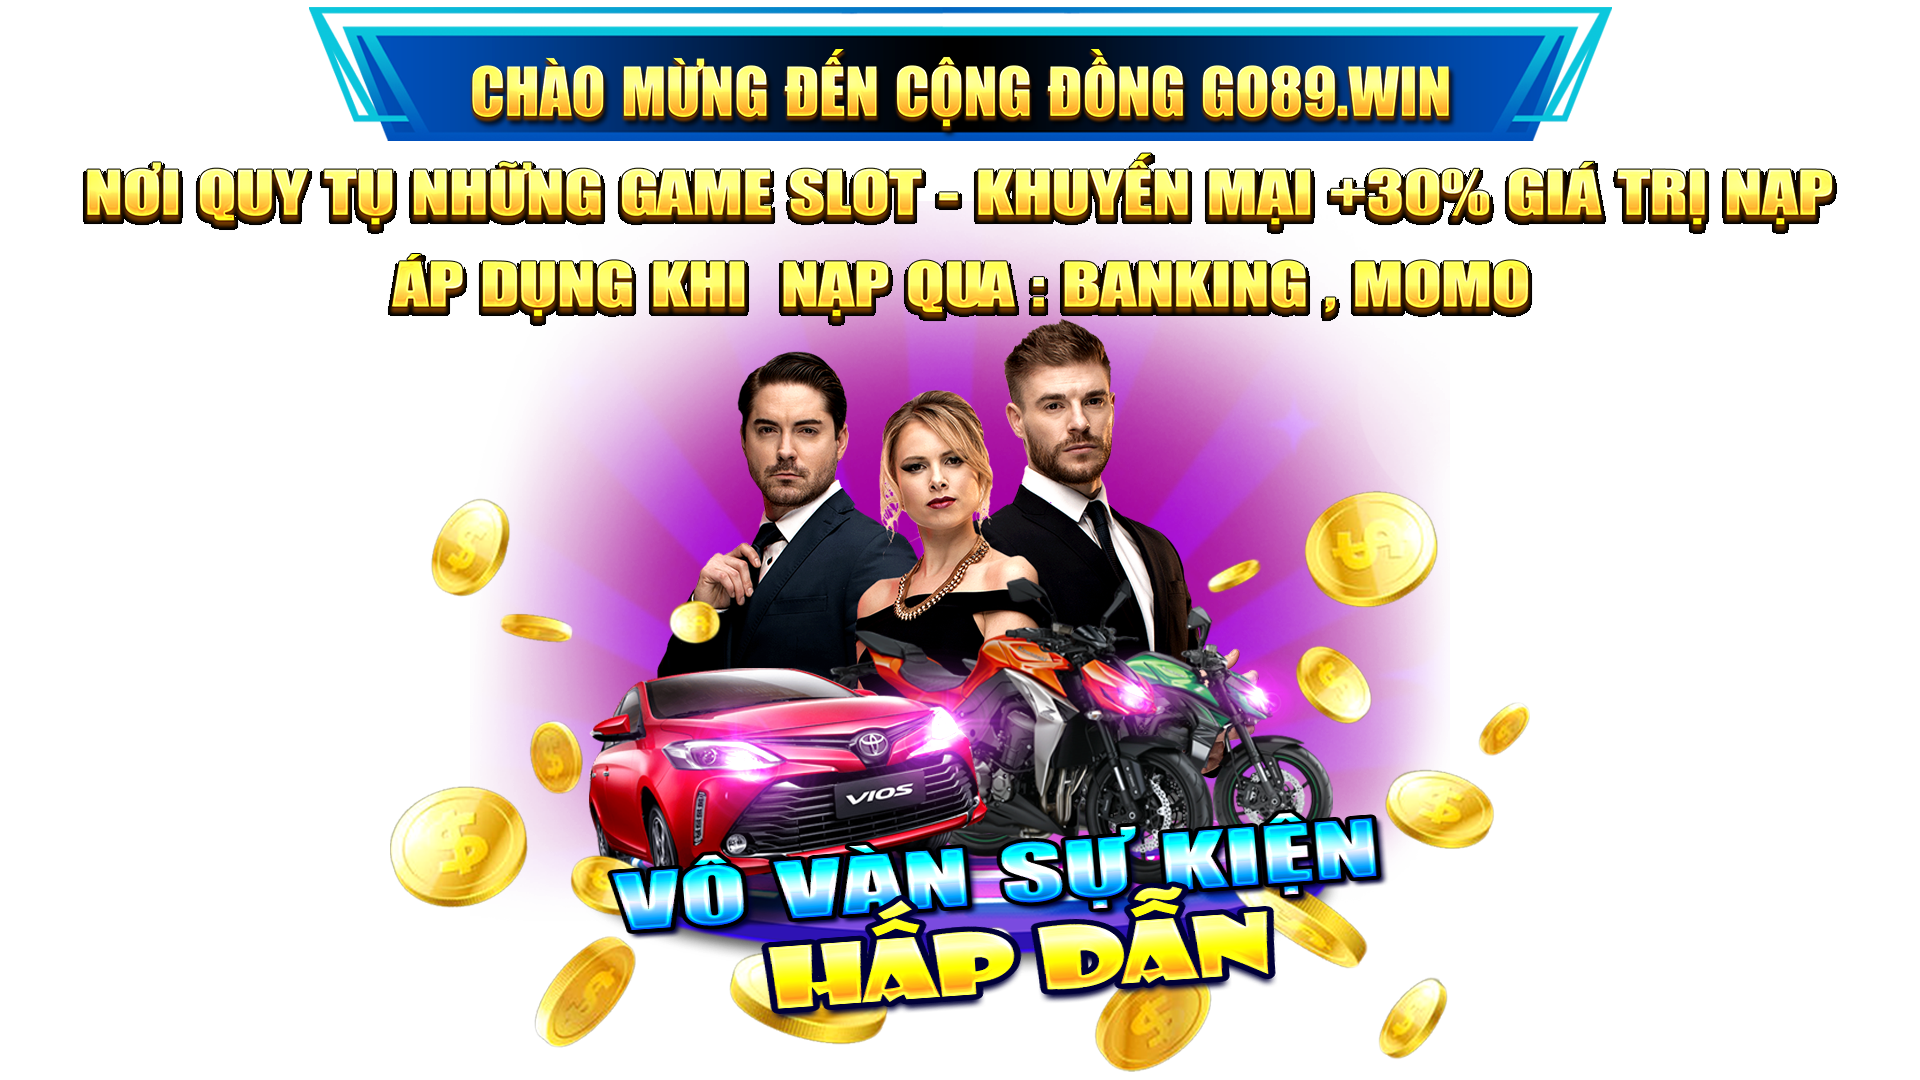 CHÀO MỪNG ĐẾN CỘNG ĐỒNG GO89.WIN
NƠI QUY TỤ NHỮNG GAME SLOT - KHUYẾN MẠI +30% GIÁ TRỊ NẠP
ÁP DỤNG KHI NẠP QUA : BANKING , MOMO
VIOS
VÔ VÀN SỰ KIỆN
HẤP DẪN